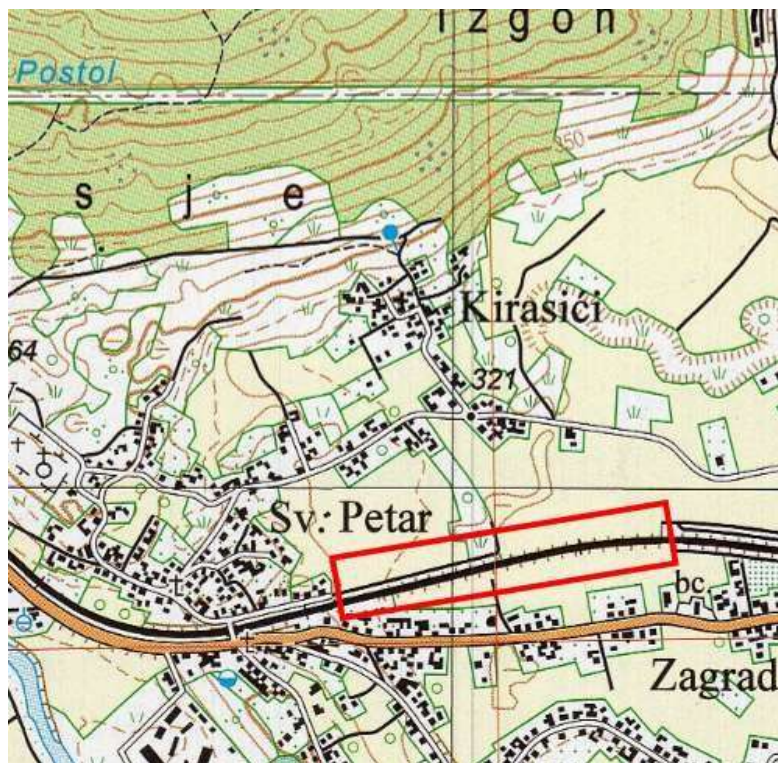 Izgon
Postol
350
s j e
Kirasići
64
321
Sv. Petar
bc
Zagrad